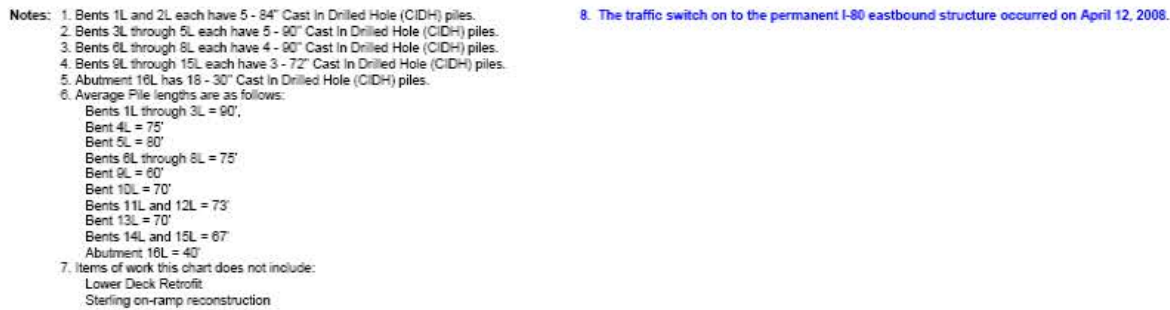 Notes: 1. Bents 1L and 2L each have 5 - 84" Cast In Drilled Hole (CIDH) piles.
2. Bents 3L through 5L each have 5 - 90" Cast In Drilled Hole (CIDH) piles.
3. Bents 6L through 8L each have 4 - 90" Cast In Drilled Hole (CIDH) piles.
4. Bents 9L through 15L each have 3 - 72" Cast In Drilled Hole (CIDH) piles.
5. Abutment 16L has 18 - 30" Cast In Drilled Hole (CIDH) piles.
6. Average Pile lengths are as follows:
Bents 1L through 3L = 90',
Bent 4L = 75'
Bent 5L = 80'
Bents 6L through 8L = 75'
Bent 9L = 60'
Bent 10L = 70'
Bents 11L and 12L = 73'
Bent 13L = 70'
Bents 14L and 15L = 67'
Abutment 16L = 40'
7. Items of work this chart does not include:
Lower Deck Retrofit
Sterling on-ramp reconstruction
8. The traffic switch on to the permanent I-80 eastbound structure occurred on April 12, 2008.